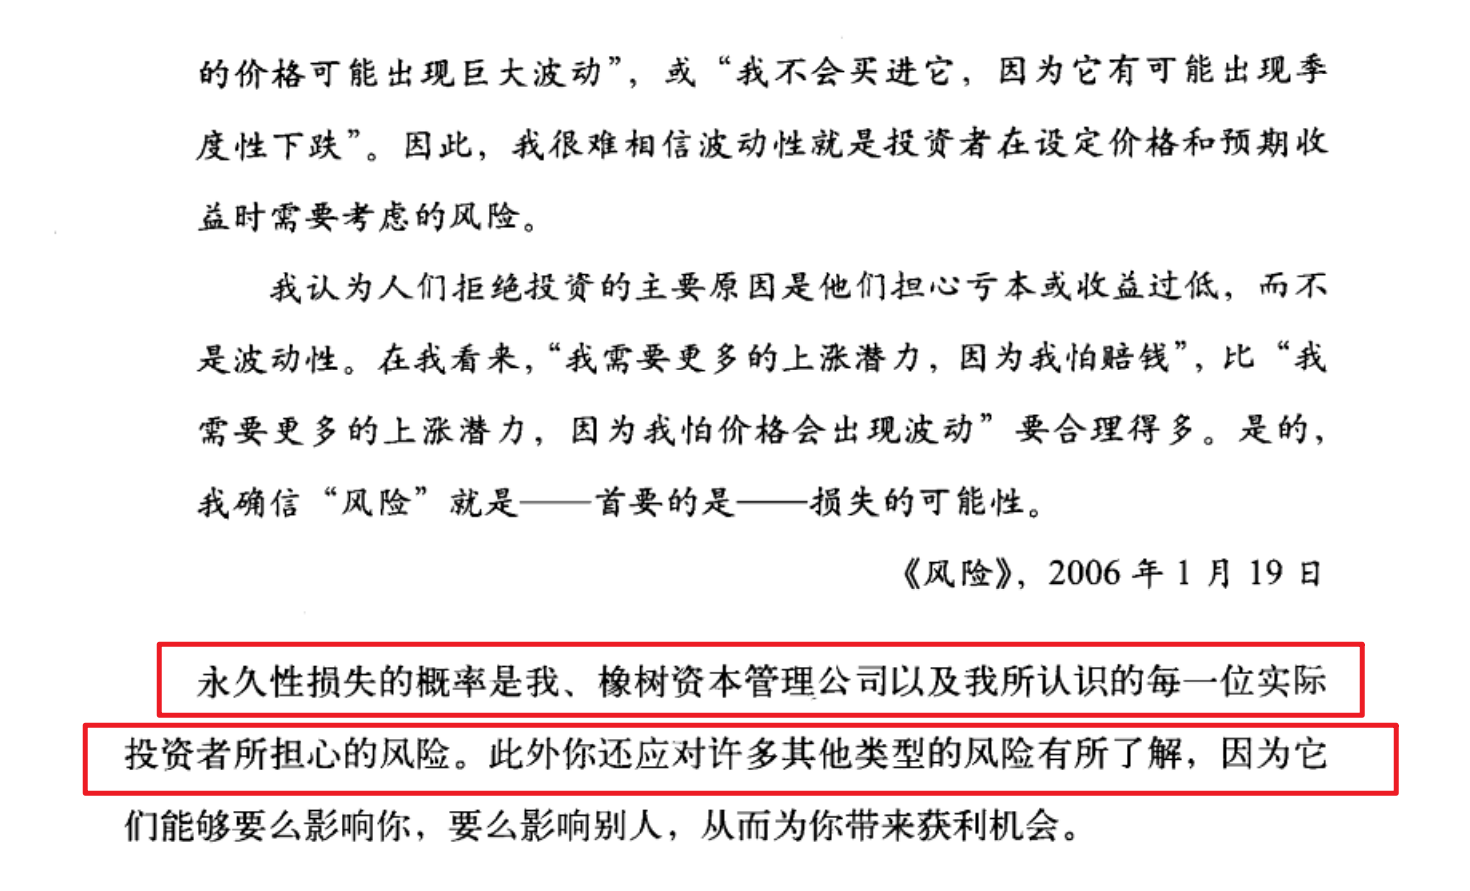 的价格可能出现巨大波动”，或“我不会买进它，因为它有可能出现季
度性下跌”。因此，我很难相信波动性就是投资者在设定价格和预期收
益时需要考虑的风险。
我认为人们拒绝投资的主要原因是他们担心亏本或收益过低，而不
是波动性。在我看来，“我需要更多的上涨潜力，因为我怕赔钱”，比“我
需要更多的上涨潜力，因为我怕价格会出现波动”要合理得多。是的，
我确信“风险”就是——首要的是——损失的可能性。
《风险》，2006年1月19日
永久性损失的概率是我、橡树资本管理公司以及我所认识的每一位实际
投资者所担心的风险。此外你还应对许多其他类型的风险有所了解，因为它
们能够要么影响你，要么影响别人，从而为你带来获利机会。